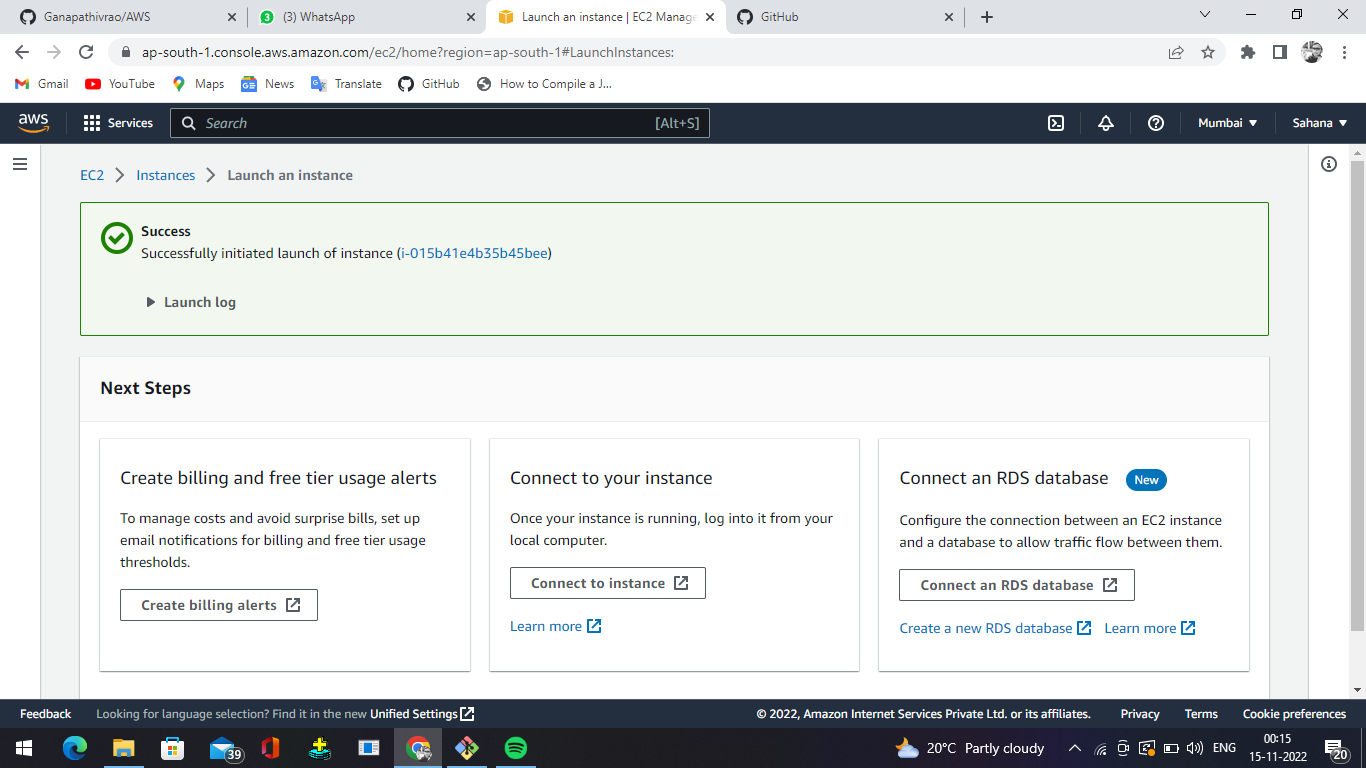 Ganapathivrao/AWS
(3) WhatsApp
Launch an instance | EC2 Manage
GitHub
ap-south-1.console.aws.amazon.com/ec2/home?region=ap-south-1#LaunchInstances:
Gmail
YouTube
Maps
News
Translate
GitHub
How to Compile a J...
aws
Services
Search
[Alt+S]
Mumbai
Sahana
EC2
Instances
Launch an instance
Success
Successfully initiated launch of instance (i-015b41e4b35b45bee)
Launch log
Next Steps
Create billing and free tier usage alerts
To manage costs and avoid surprise bills, set up
email notifications for billing and free tier usage
thresholds.
Create billing alerts
Connect to your instance
Once your instance is running, log into it from your
local computer.
Connect to instance
Learn more
Connect an RDS database
New
Configure the connection between an EC2 instance
and a database to allow traffic flow between them.
Connect an RDS database
Create a new RDS database
Learn more
Feedback
Looking for language selection? Find it in the new Unified Settings
© 2022, Amazon Internet Services Private Ltd. or its affiliates.
Privacy
Terms
Cookie preferences
39
20°C Partly cloudy
ENG
00:15
15-11-2022
20